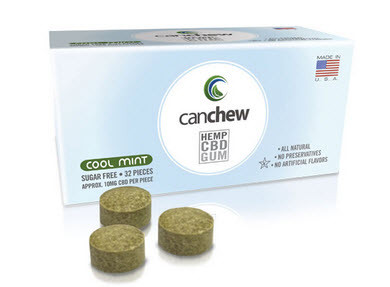 MADE IN
U.S.A.
canchew
HEMP
CBD
GUM
COOL MINT
SUGAR FREE • 32 PIECES
APPROX. 10MG CBD PER PIECE
• ALL NATURAL
• NO PRESERVATIVES
• NO ARTIFICIAL FLAVORS